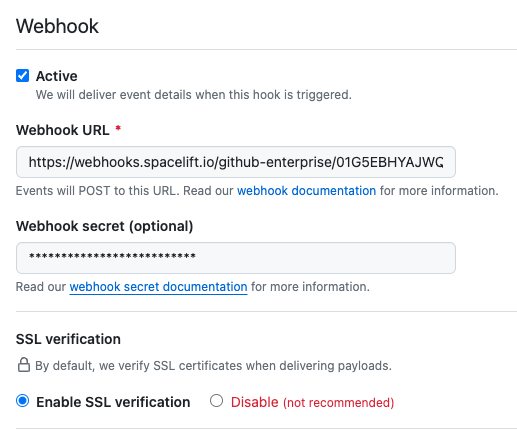 Webhook
Active
We will deliver event details when this hook is triggered.
Webhook URL *
https://webhooks.spacelift.io/github-enterprise/01G5EBHYAJWQ
Events will POST to this URL. Read our webhook documentation for more information.
Webhook secret (optional)
**************************
Read our webhook secret documentation for more information.
SSL verification
By default, we verify SSL certificates when delivering payloads.
Enable SSL verification Disable (not recommended)